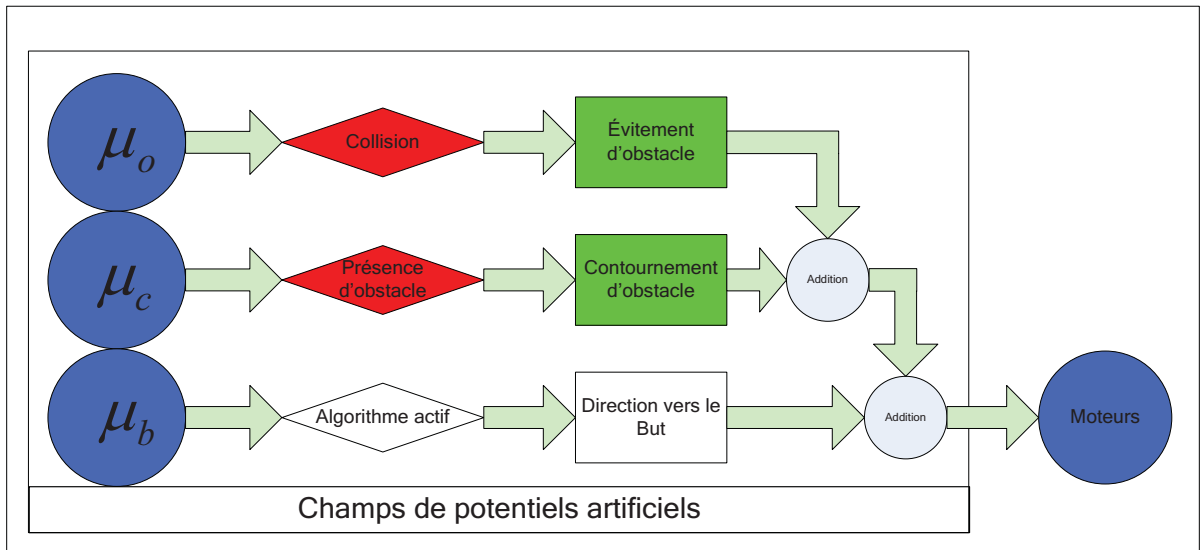 μo
Collision
Évitement
d'obstacle
μc
Présence
d'obstacle
Contournement
d'obstacle
Addition
μb
Algorithme actif
Direction vers le
But
Addition
Moteurs
Champs de potentiels artificiels